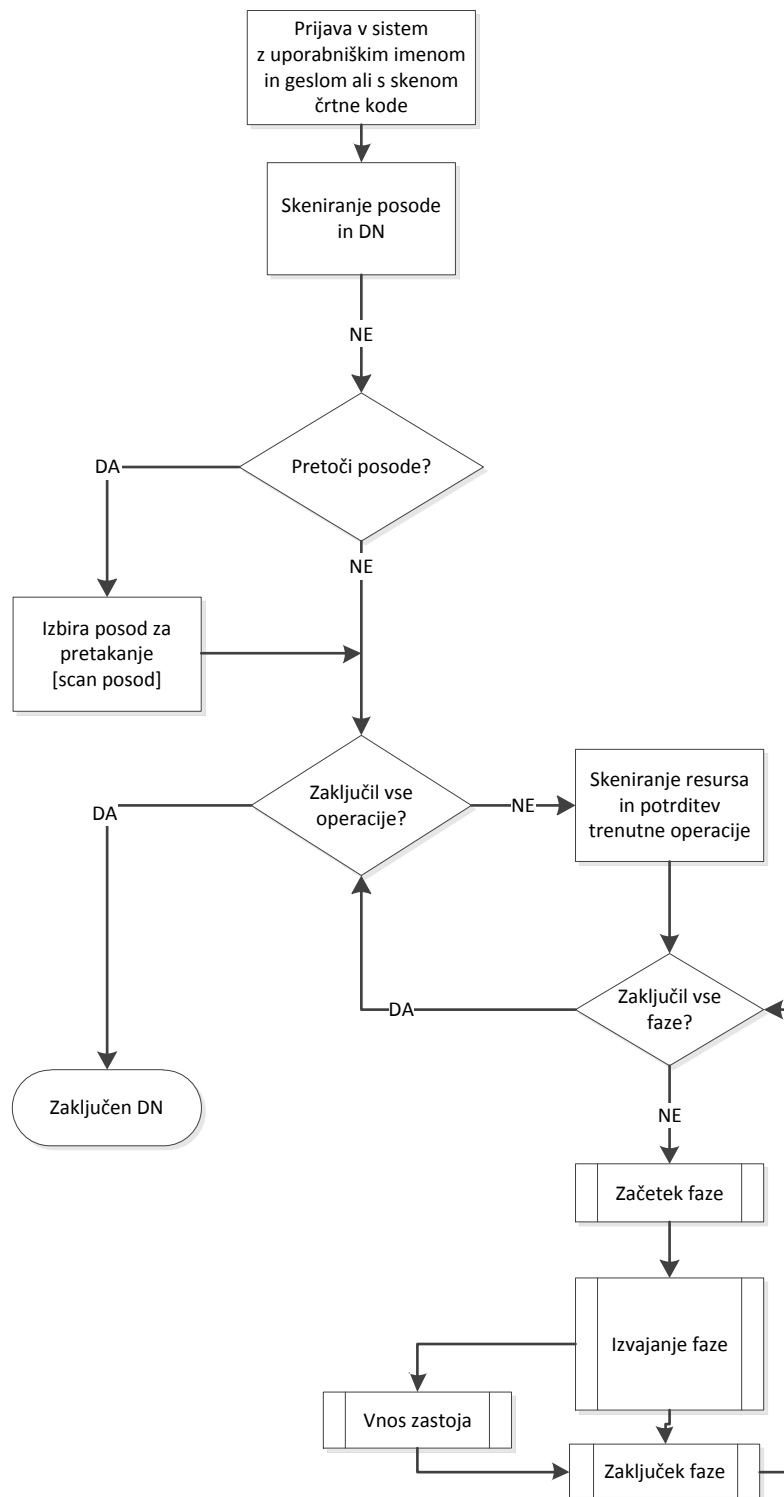 Prijava v sistem
z uporabniškim imenom
in geslom ali s skenom
črtne kode
Skeniranje posode
in DN
NE
Pretoči posode?
DA
NE
Izbira posod za
pretakanje
[scan posod]
Zaključil vse
operacije?
DA
NE
Skeniranje resursa
in potrditev
trenutne operacije
Zaključil vse
faze?
DA
Zaključen DN
NE
Začetek faze
Izvajanje faze
Vnos zastoja
Zaključek faze